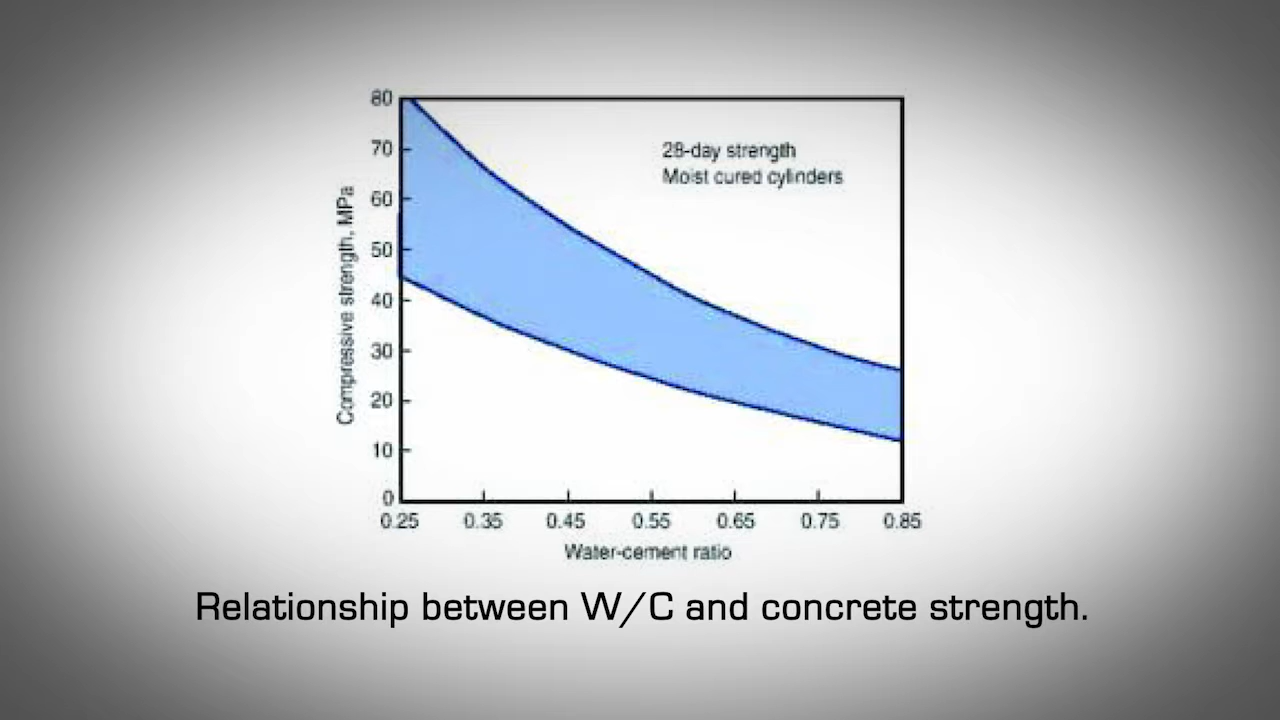 80
70
60
50
40
30
20
10
0
Compressive strength, MPa
28-day strength
Moist cured cylinders
0.25 0.35 0.45 0.55 0.65 0.75 0.85
Water-cement ratio
Relationship between W/C and concrete strength.